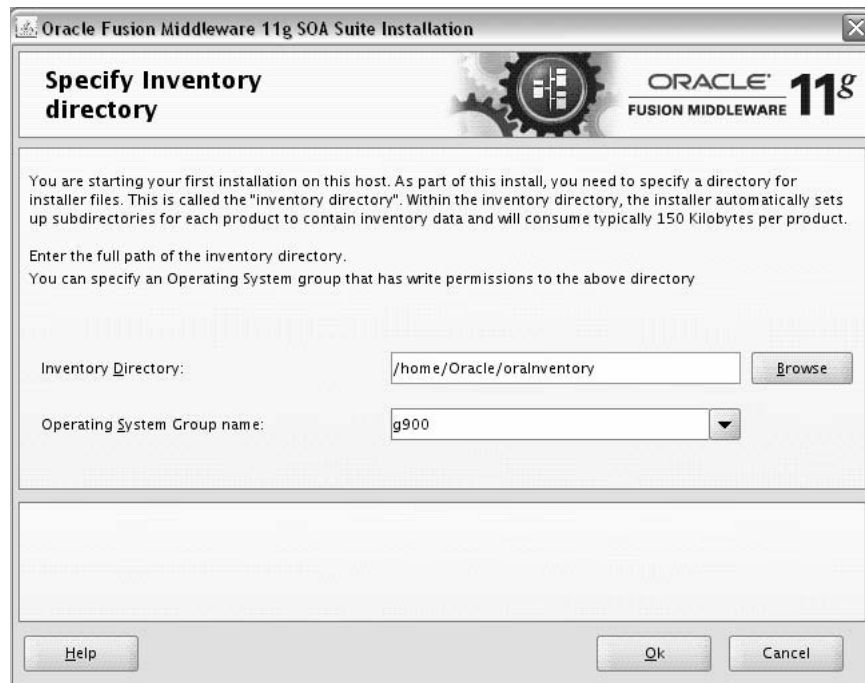 Oracle Fusion Middleware 11g SOA Suite Installation
Specify Inventory
directory
ORACLE
FUSION MIDDLEWARE
11g
You are starting your first installation on this host. As part of this install, you need to specify a directory for
installer files. This is called the "inventory directory". Within the inventory directory, the installer automatically sets
up subdirectories for each product to contain inventory data and will consume typically 150 Kilobytes per product.
Enter the full path of the inventory directory.
You can specify an Operating System group that has write permissions to the above directory
Inventory Directory:
/home/Oracle/oraInventory
Browse
Operating System Group name:
g900
Help
Ok
Cancel